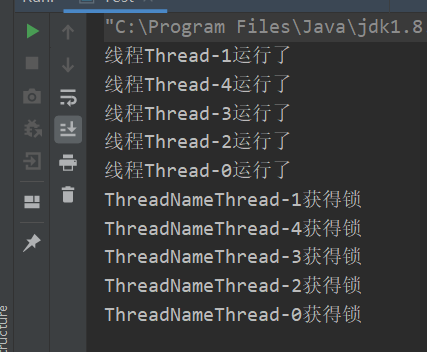 "C:\Program Files\Java\jdk1.8
线程Thread-1运行了
线程Thread-4运行了
线程Thread-3运行了
线程Thread-2运行了
线程Thread-0运行了
ThreadNameThread-1获得锁
ThreadNameThread-4获得锁
ThreadNameThread-3获得锁
ThreadNameThread-2获得锁
ThreadNameThread-0获得锁
ructure